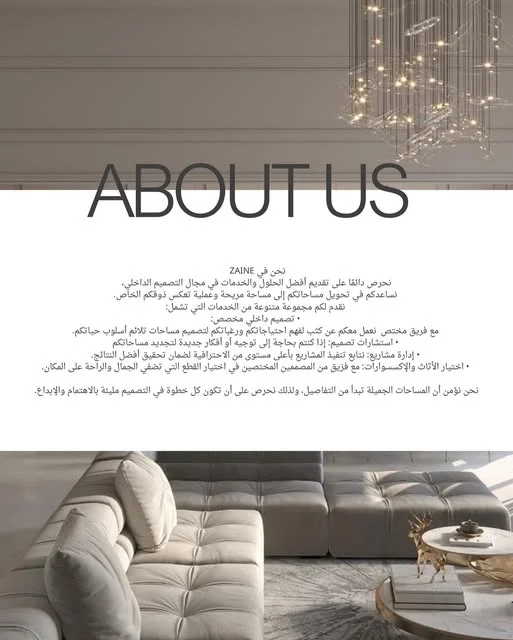 ABOUT US
نحن في ZAINE
نحرص دائمًا على تقديم أفضل الحلول والخدمات في مجال التصميم الداخلي،
نساعدكم في تحويل مساحاتكم إلى مساحة مريحة وعملية تعكس ذوقكم الخاص.
نقدم لكم مجموعة متنوعة من الخدمات التي تشمل:
• تصميم داخلي مخصص:
مع فريق مختص نعمل معكم عن كثب لفهم احتياجاتكم ورغباتكم لتصميم مساحات تلائم أسلوب حياتكم.
• استشارات تصميم: إذا كنتم بحاجة إلى توجيه أو أفكار جديدة لتجديد مساحاتكم
• إدارة مشاريع: نتابع تنفيذ المشاريع بأعلى مستوى من الاحترافية لضمان تحقيق أفضل النتائج.
• اختيار الأثاث والإكسسوارات: مع فريق من المصممين المختصين في اختيار القطع التي تضفي الجمال والراحة على المكان.
نحن نؤمن أن المساحات الجميلة تبدأ من التفاصيل، ولذلك نحرص على أن تكون كل خطوة في التصميم مليئة بالاهتمام والإبداع.